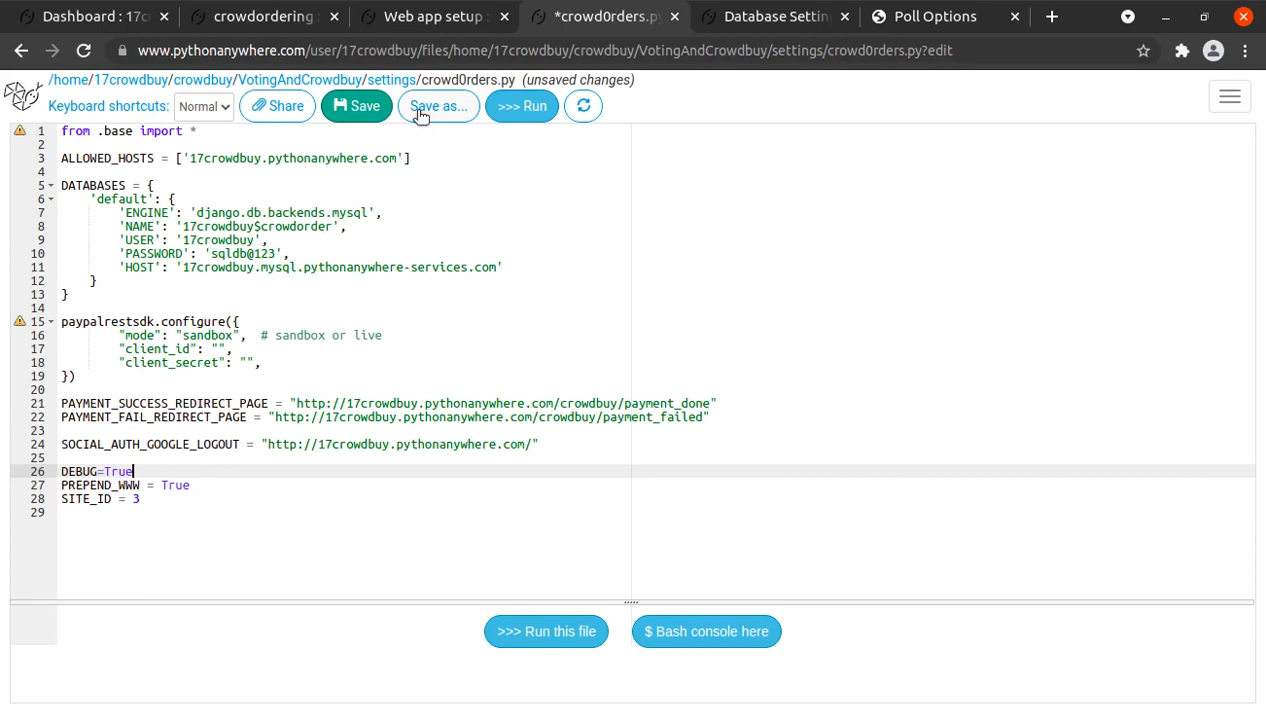 Dashboard : 17c
crowdordering :
Web app setup :
*crowd0rders.py
Database Settin
Poll Options
www.pythonanywhere.com/user/17crowdbuy/files/home/17crowdbuy/crowdbuy/VotingAndCrowdbuy/settings/crowd0rders.py?edit
/home/17crowdbuy/crowdbuy/VotingAndCrowdbuy/settings/crowd0rders.py (unsaved changes)
Keyboard shortcuts: Normal Share Save Save as... >>> Run
1 from .base import *
2
3 ALLOWED_HOSTS = ['17crowdbuy.pythonanywhere.com']
4
5 DATABASES = {
6 'default': {
7 'ENGINE': 'django.db.backends.mysql',
8 'NAME': '17crowdbuy$crowdorder',
9 'USER': '17crowdbuy',
10 'PASSWORD': 'sqldb@123',
11 'HOST': '17crowdbuy.mysql.pythonanywhere-services.com'
12 }
13 }
14
15 paypalrestsdk.configure({
16 "mode": "sandbox", # sandbox or live
17 "client_id": "",
18 "client_secret": "",
19 })
20
21 PAYMENT_SUCCESS_REDIRECT_PAGE = "http://17crowdbuy.pythonanywhere.com/crowdbuy/payment_done"
22 PAYMENT_FAIL_REDIRECT_PAGE = "http://17crowdbuy.pythonanywhere.com/crowdbuy/payment_failed"
23
24 SOCIAL_AUTH_GOOGLE_LOGOUT = "http://17crowdbuy.pythonanywhere.com/"
25
26 DEBUG=True
27 PREPEND_WWW = True
28 SITE_ID = 3
29
>>> Run this file
$ Bash console here